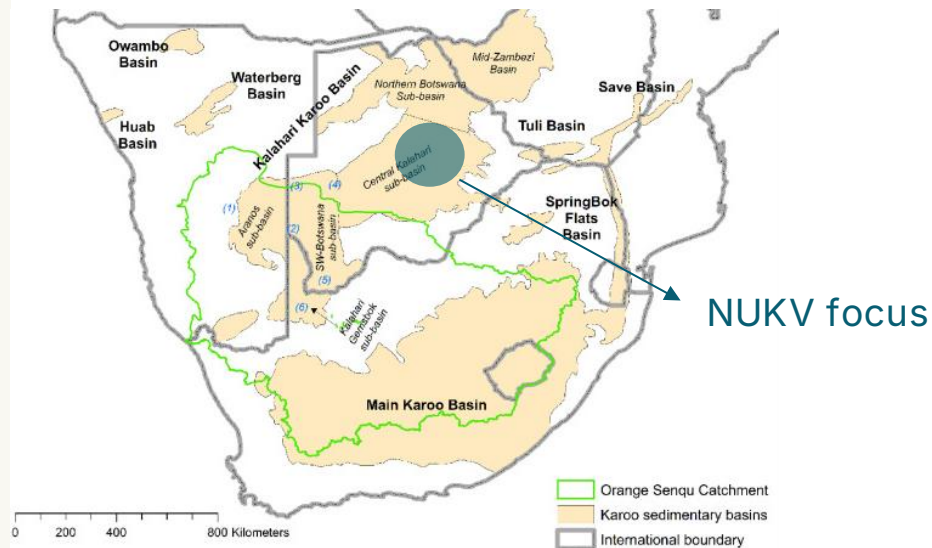 Owambo
Basin
Waterberg
Basin
Huab
Basin
Kalahari Karoo Basin
Northern Botswana
Sub-basin
Mid-Zambezi
Basin
Save Basin
Tuli Basin
Central Kalahari
sub-basin
SpringBok
Flats
Basin
(1)
Aranos
sub-basin
(2)
(3)
(4)
SW-Botswana
sub-basin
(5)
(6)
Kalahari
Gemsbok
sub-basin
NUKV focus
Main Karoo Basin
0 200 400 800 Kilometers
Orange Senqu Catchment
Karoo sedimentary basins
International boundary